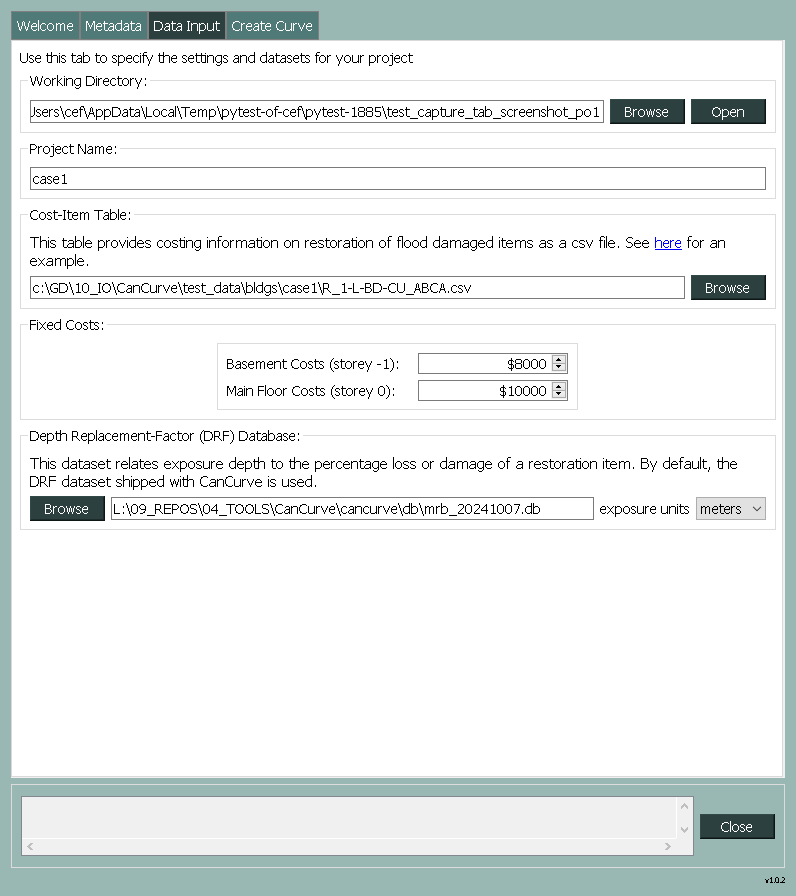 Welcome Metadata Data Input Create Curve
Use this tab to specify the settings and datasets for your project
Working Directory:
Jsers\cef\AppData\Local\Temp\pytest-of-cef\pytest-1885\test_capture_tab_screenshot_po1 Browse Open
Project Name:
case1
Cost-Item Table:
This table provides costing information on restoration of flood damaged items as a csv file. See here for an
example.
c:\GD\10_IO\CanCurve\test_data\bldgs\case1\R_1-L-BD-CU_ABCA.csv Browse
Fixed Costs:
Basement Costs (storey -1): $8000
Main Floor Costs (storey 0): $10000
Depth Replacement-Factor (DRF) Database:
This dataset relates exposure depth to the percentage loss or damage of a restoration item. By default, the
DRF dataset shipped with CanCurve is used.
Browse L:\09_REPOS\04_TOOLS\CanCurve\cancurve\db\mrb_20241007.db exposure units meters
Close
v1.0.2